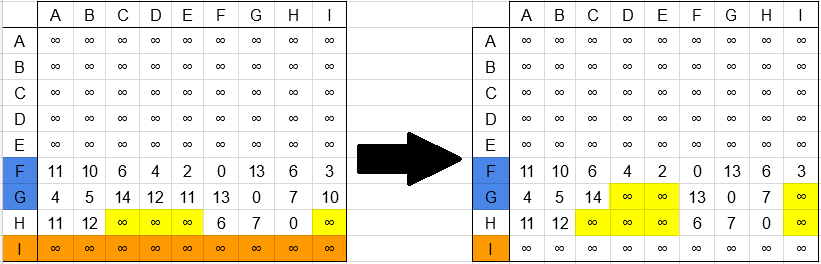 A B C D E F G H I A B C D E F G H I
A ∞ ∞ ∞ ∞ ∞ ∞ ∞ ∞ ∞ A ∞ ∞ ∞ ∞ ∞ ∞ ∞ ∞ ∞
B ∞ ∞ ∞ ∞ ∞ ∞ ∞ ∞ ∞ B ∞ ∞ ∞ ∞ ∞ ∞ ∞ ∞ ∞
C ∞ ∞ ∞ ∞ ∞ ∞ ∞ ∞ ∞ C ∞ ∞ ∞ ∞ ∞ ∞ ∞ ∞ ∞
D ∞ ∞ ∞ ∞ ∞ ∞ ∞ ∞ ∞ D ∞ ∞ ∞ ∞ ∞ ∞ ∞ ∞ ∞
E ∞ ∞ ∞ ∞ ∞ ∞ ∞ ∞ ∞ E ∞ ∞ ∞ ∞ ∞ ∞ ∞ ∞ ∞
F 11 10 6 4 2 0 13 6 3 F 11 10 6 4 2 0 13 6 3
G 4 5 14 12 11 13 0 7 10 G 4 5 14 ∞ ∞ 13 0 7 ∞
H 11 12 ∞ ∞ ∞ 6 7 0 ∞ H 11 12 ∞ ∞ ∞ 6 7 0 ∞
I ∞ ∞ ∞ ∞ ∞ ∞ ∞ ∞ ∞ I ∞ ∞ ∞ ∞ ∞ ∞ ∞ ∞ ∞